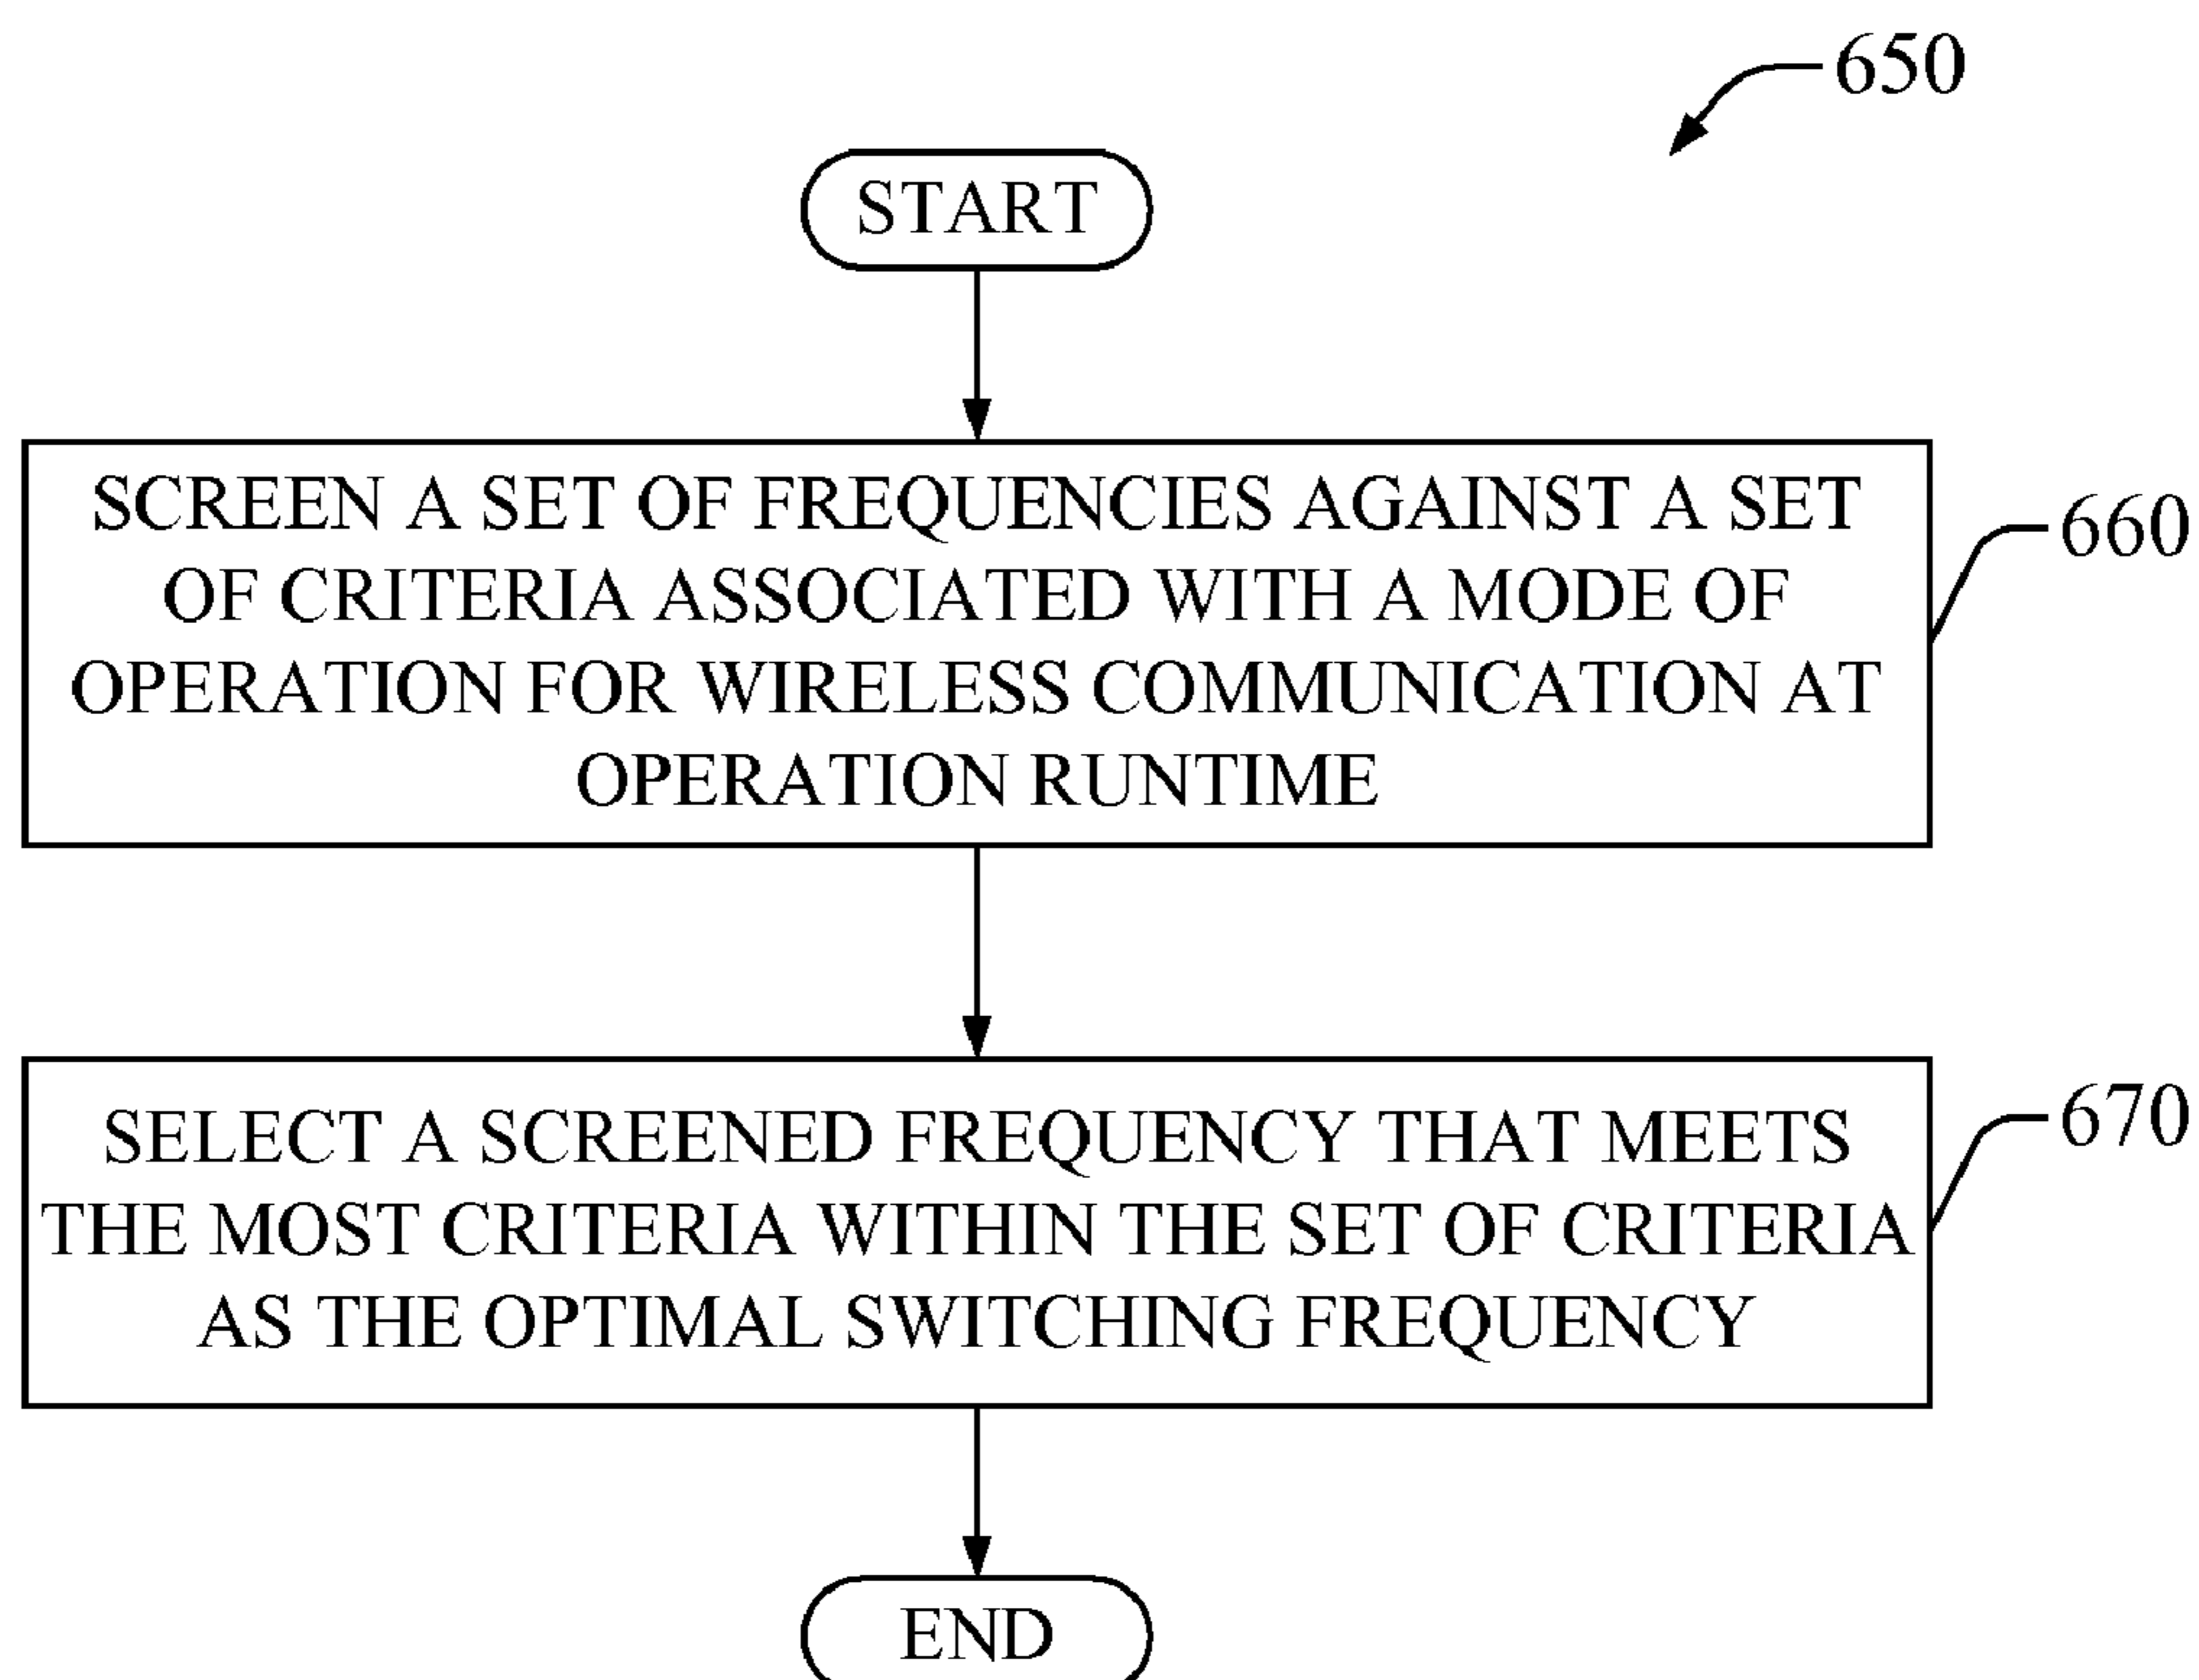 650
START
SCREEN A SET OF FREQUENCIES AGAINST A SET
OF CRITERIA ASSOCIATED WITH A MODE OF
OPERATION FOR WIRELESS COMMUNICATION AT
OPERATION RUNTIME
660
SELECT A SCREENED FREQUENCY THAT MEETS
THE MOST CRITERIA WITHIN THE SET OF CRITERIA
AS THE OPTIMAL SWITCHING FREQUENCY
670
END